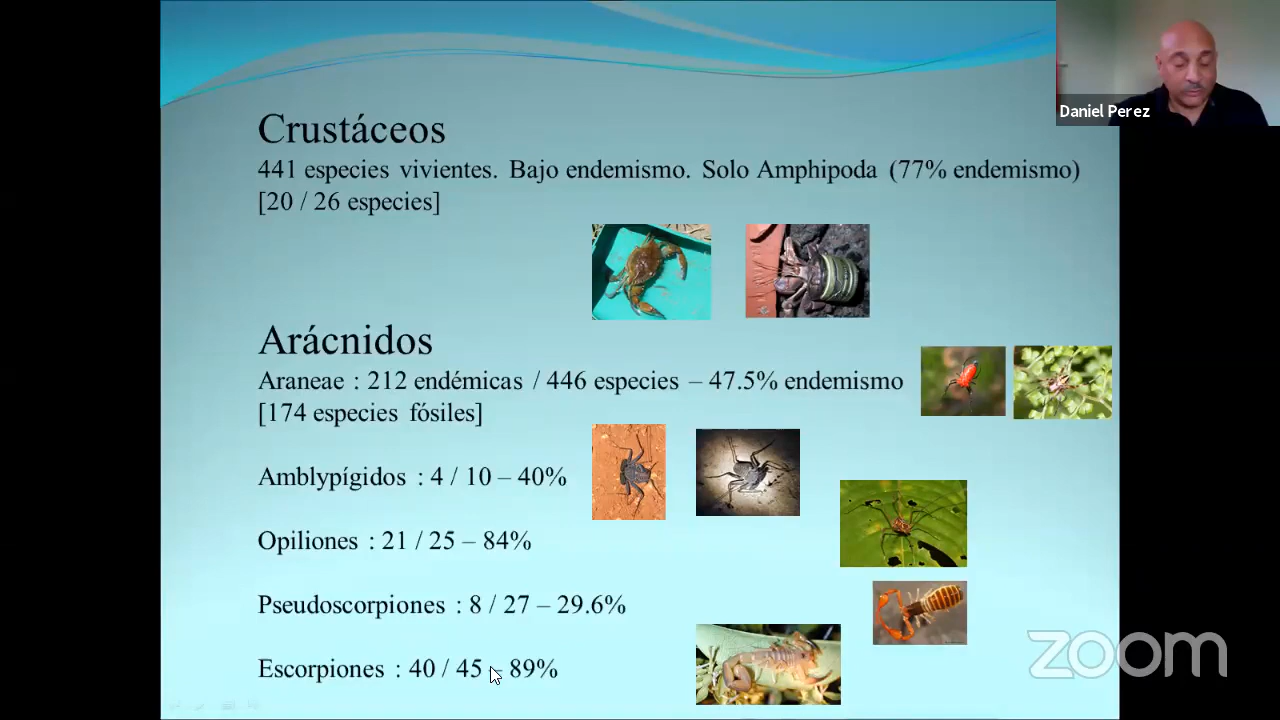 Daniel Perez
Crustáceos
441 especies vivientes. Bajo endemismo. Solo Amphipoda (77% endemismo)
[20 / 26 especies]
Arácnidos
Araneae : 212 endémicas / 446 especies – 47.5% endemismo
[174 especies fósiles]
Amblypígidos : 4 / 10 – 40%
Opiliones : 21 / 25 – 84%
Pseudoscorpiones : 8 / 27 – 29.6%
Escorpiones : 40 / 45 – 89%
zoom